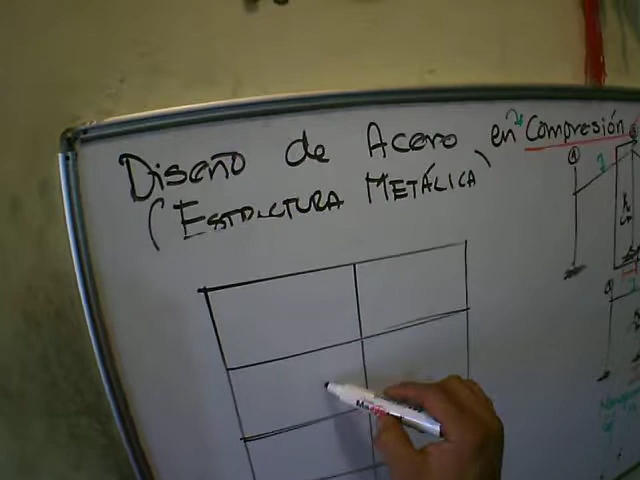 Diseño de Acero en Compresión
(ESTRUCTURA METÁLICA)